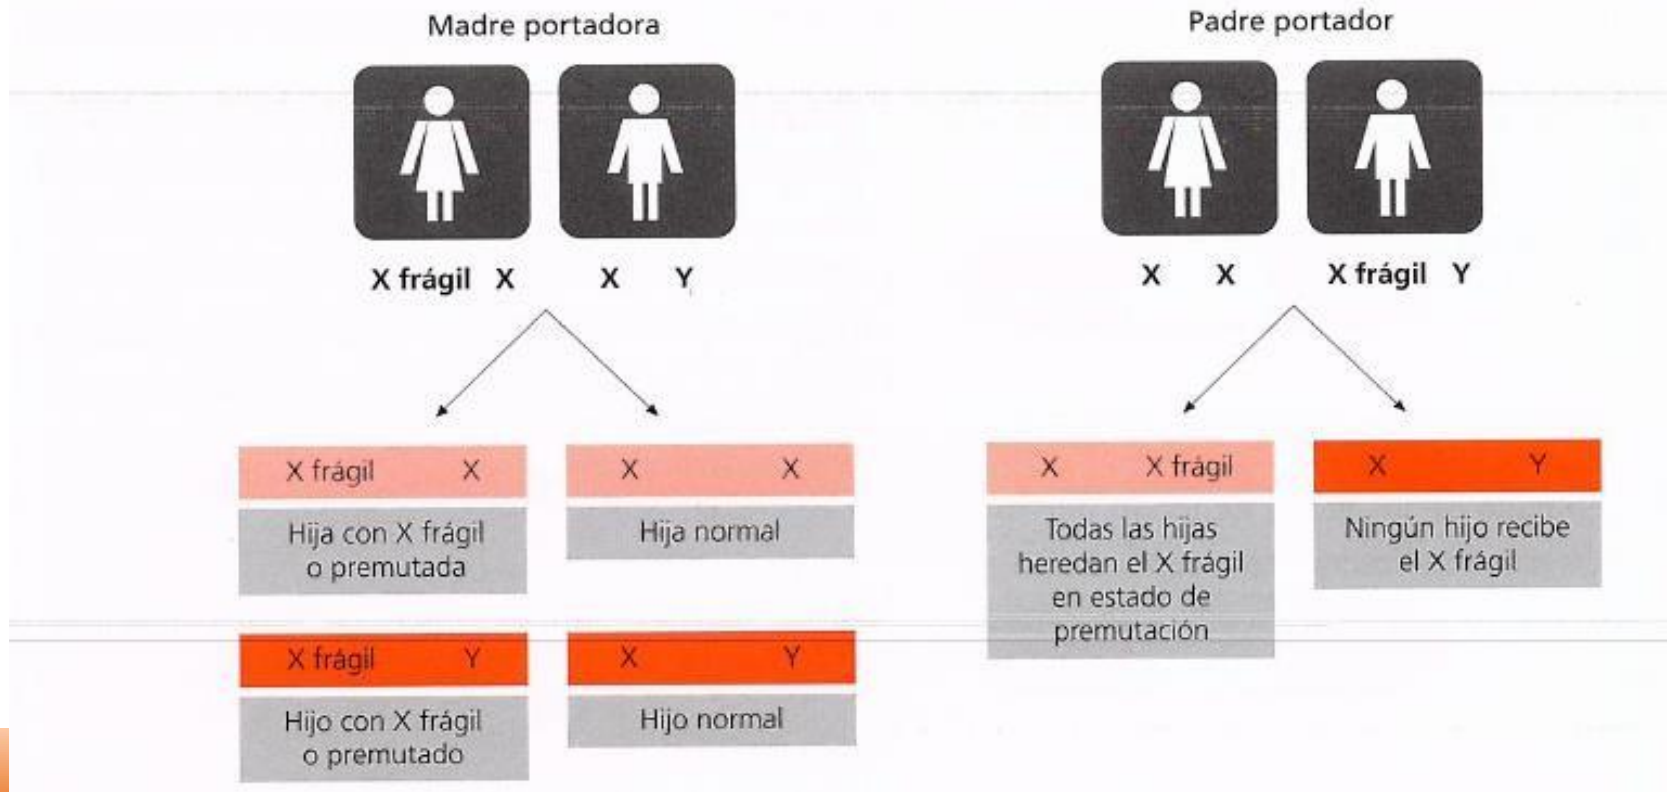 Madre portadora
X frágil X X Y
X frágil X
Hija con X frágil
o premutada
X X
Hija normal
X frágil Y
Hijo con X frágil
o premutado
X Y
Hijo normal
Padre portador
X X X frágil Y
X X frágil
Todas las hijas
heredan el X frágil
en estado de
premutación
X Y
Ningún hijo recibe
el X frágil